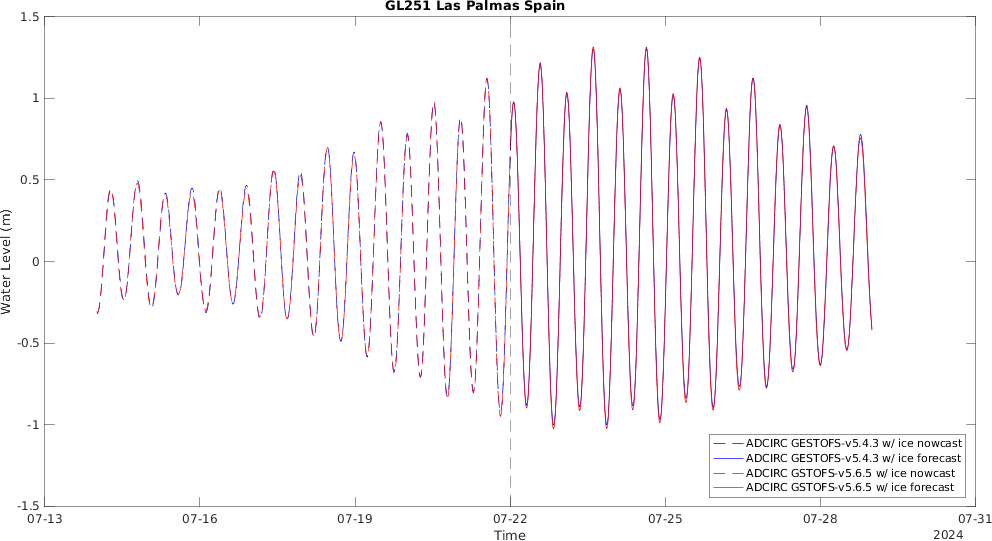 GL251 Las Palmas Spain
1.5
1
0.5
0
-0.5
-1
-1.5
Water Level (m)
07-13
07-16
07-19
07-22
07-25
07-28
07-31
Time
2024
ADCIRC GESTOFS-v5.4.3 w/ ice nowcast
ADCIRC GESTOFS-v5.4.3 w/ ice forecast
ADCIRC GSTOFS-v5.6.5 w/ ice nowcast
ADCIRC GSTOFS-v5.6.5 w/ ice forecast